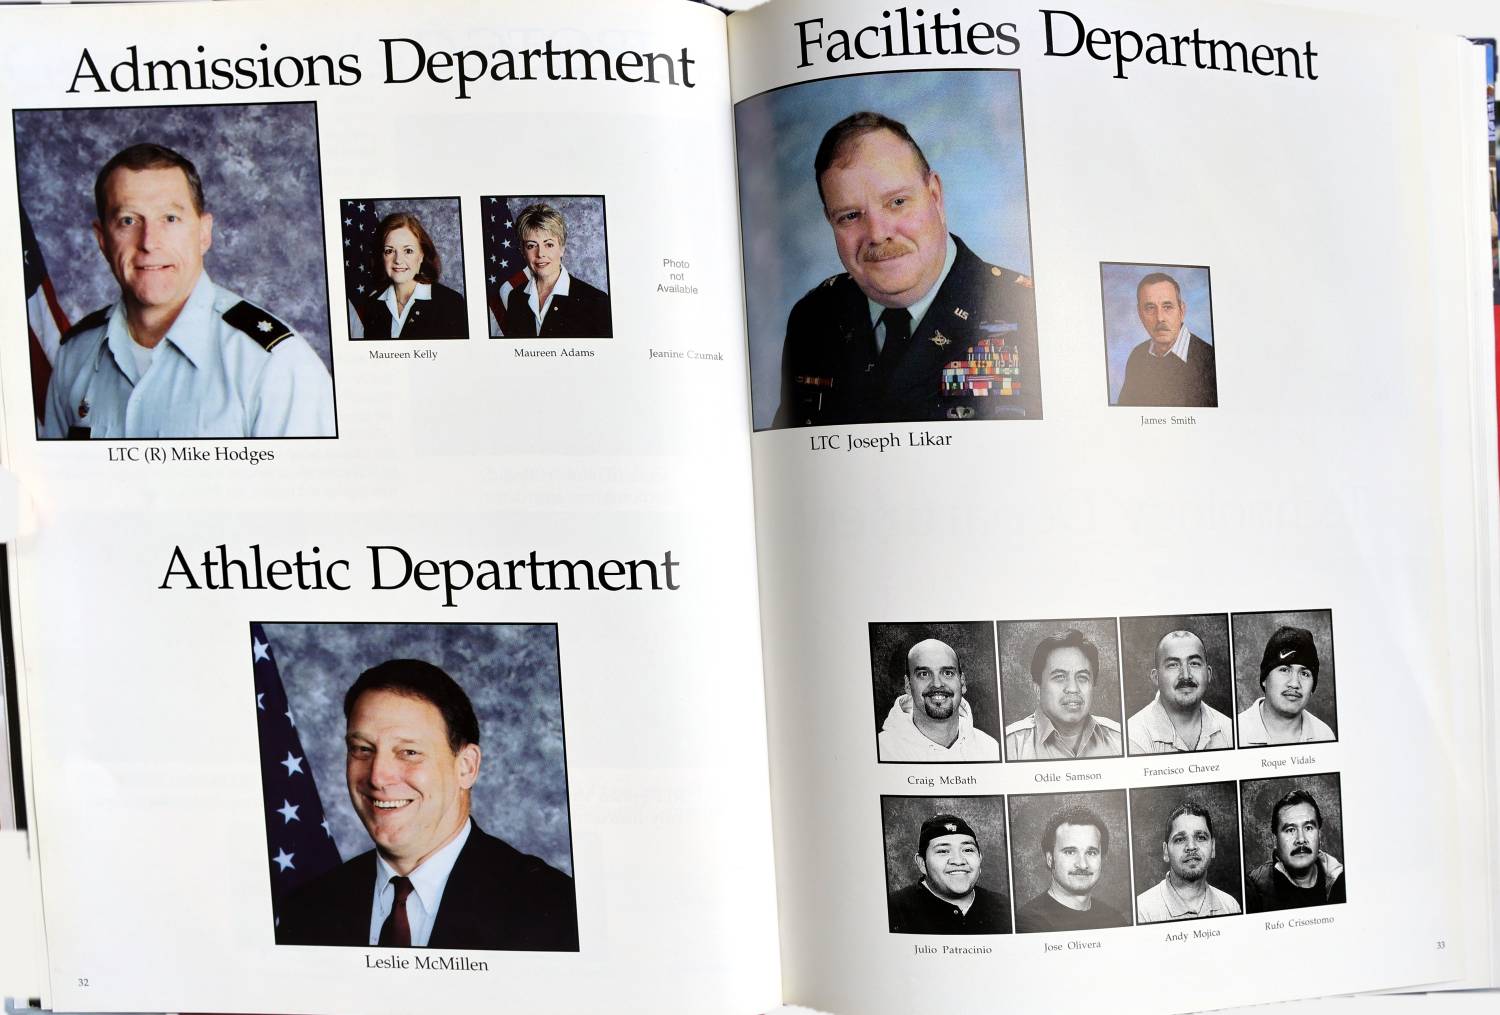 Admissions Department
LTC (R) Mike Hodges
Maureen Kelly
Maureen Adams
Photo
not
Available
Jeanine Czumak
Athletic Department
Leslie McMillen
32
Facilities Department
US
LTC Joseph Likar
James Smith
Craig McBath
Odile Samson
Francisco Chavez
Roque Vidals
Julio Patracinio
Jose Olivera
Andy Mojica
Rufo Crisostomo
33